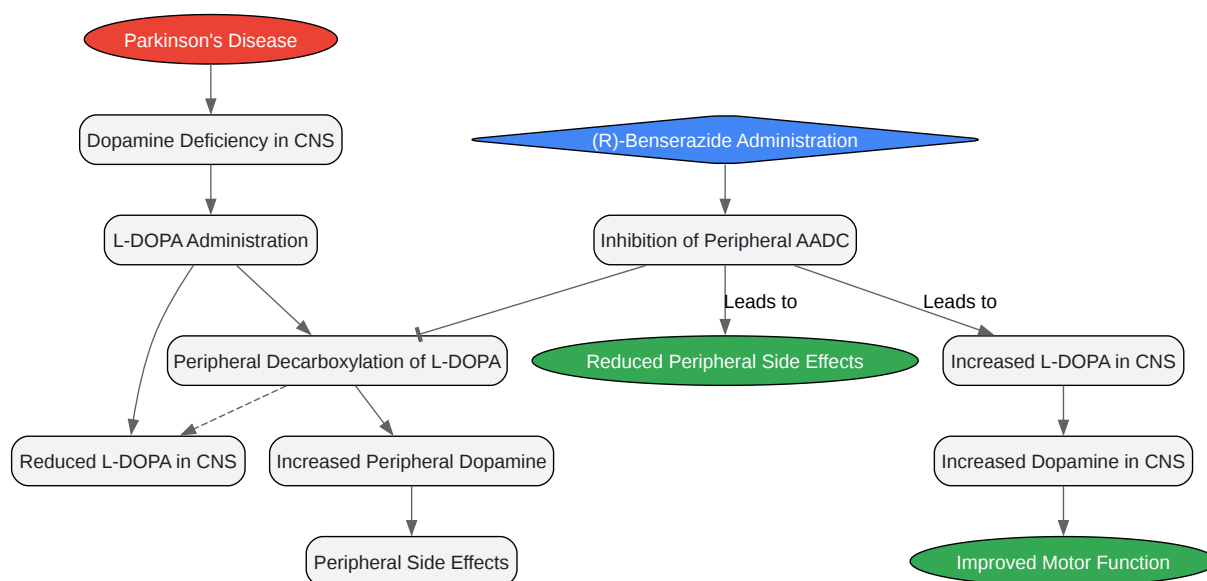 Parkinson's Disease
Dopamine Deficiency in CNS
(R)-Benserazide Administration
L-DOPA Administration
Inhibition of Peripheral AADC
Leads to
Leads to
Peripheral Decarboxylation of L-DOPA
Reduced Peripheral Side Effects
Increased L-DOPA in CNS
Reduced L-DOPA in CNS
Increased Peripheral Dopamine
Increased Dopamine in CNS
Peripheral Side Effects
Improved Motor Function